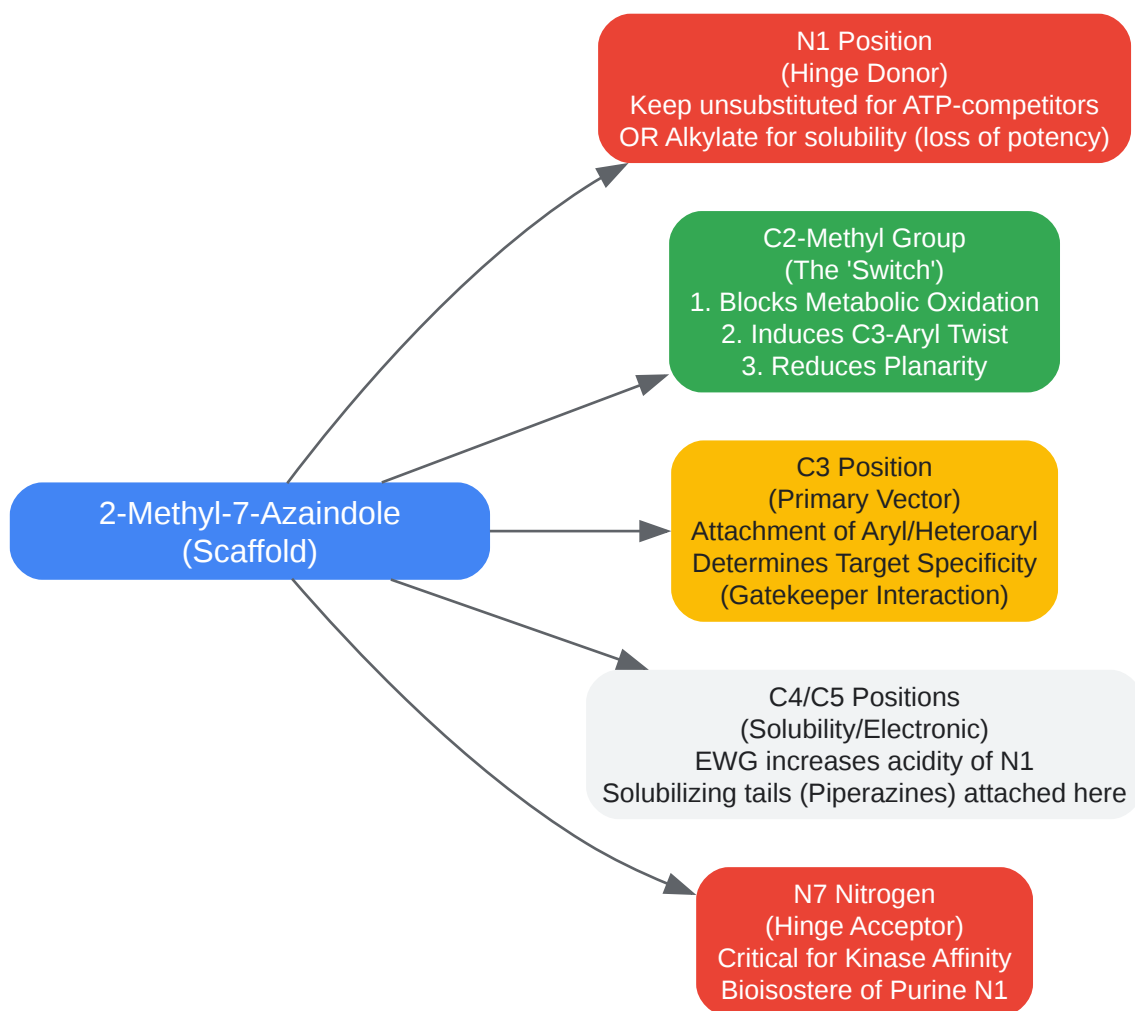 N1 Position
(Hinge Donor)
Keep unsubstituted for ATP-competitors
OR Alkylate for solubility (loss of potency)
C2-Methyl Group
(The 'Switch')
1. Blocks Metabolic Oxidation
2. Induces C3-Aryl Twist
3. Reduces Planarity
2-Methyl-7-Azaindole
(Scaffold)
C3 Position
(Primary Vector)
Attachment of Aryl/Heteroaryl
Determines Target Specificity
(Gatekeeper Interaction)
C4/C5 Positions
(Solubility/Electronic)
EWG increases acidity of N1
Solubilizing tails (Piperazines) attached here
N7 Nitrogen
(Hinge Acceptor)
Critical for Kinase Affinity
Bioisostere of Purine N1